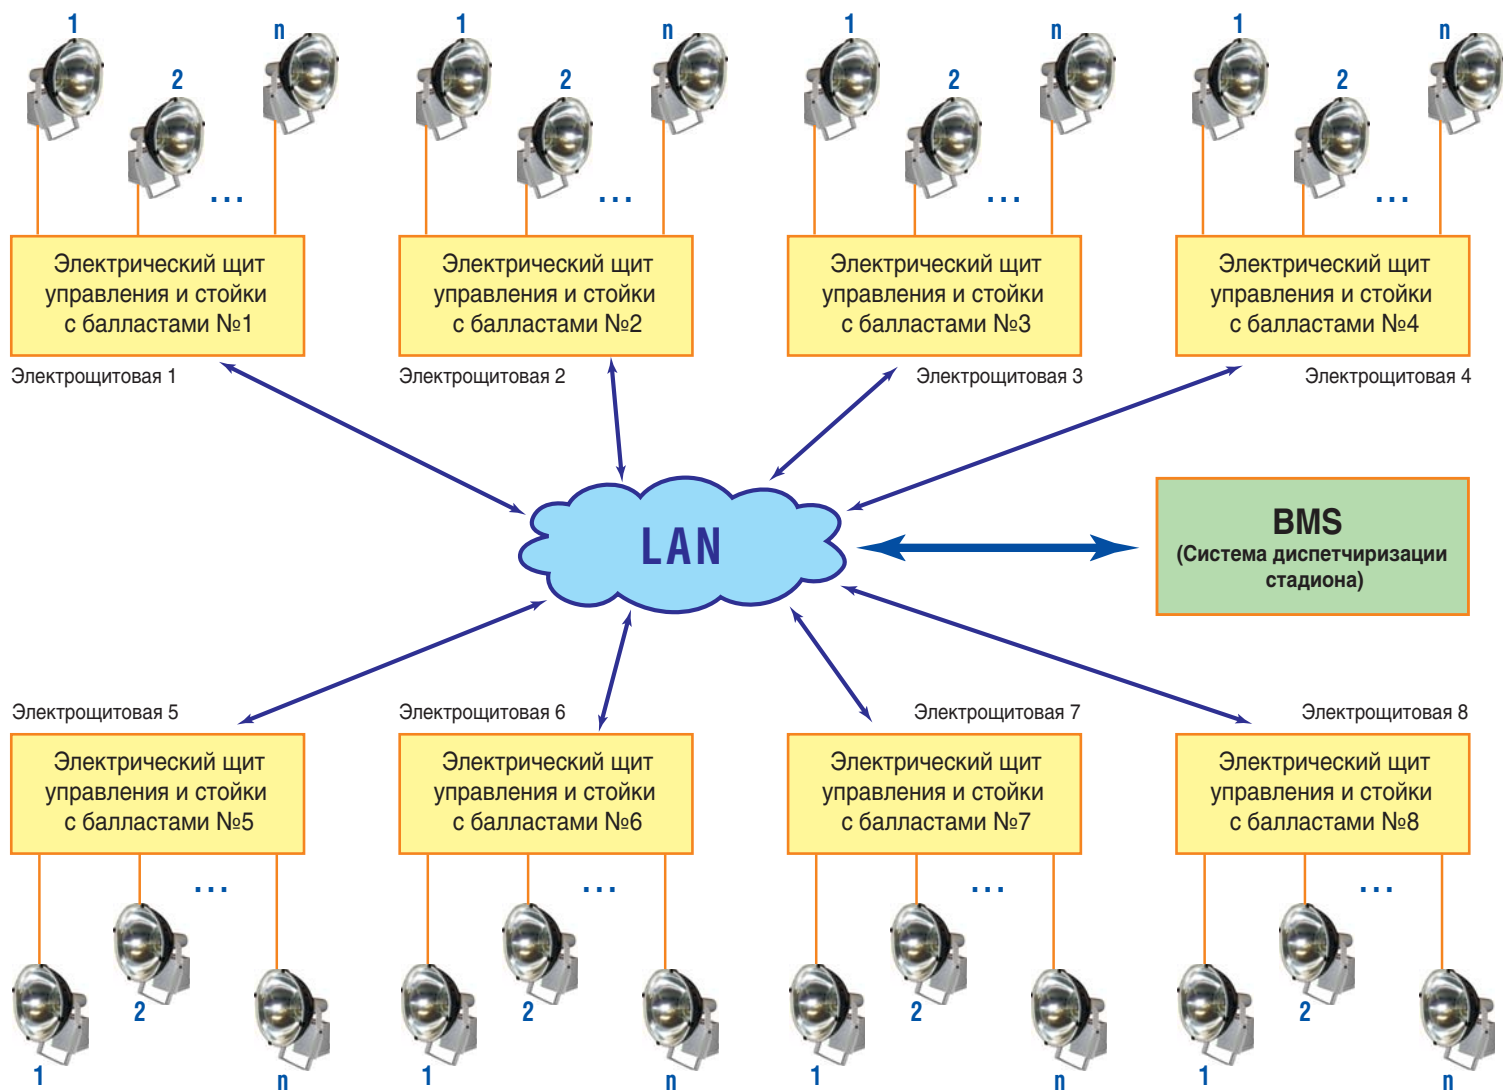 1
2
n
1
2
n
1
2
n
1
2
n
...
...
...
...
Электрический щит
управления и стойки
с балластами №1
Электрический щит
управления и стойки
с балластами №2
Электрический щит
управления и стойки
с балластами №3
Электрический щит
управления и стойки
с балластами №4
Электрощитовая 1
Электрощитовая 2
Электрощитовая 3
Электрощитовая 4
LAN
BMS
(Система диспетчиризации
стадиона)
Электрощитовая 5
Электрощитовая 6
Электрощитовая 7
Электрощитовая 8
Электрический щит
управления и стойки
с балластами №5
Электрический щит
управления и стойки
с балластами №6
Электрический щит
управления и стойки
с балластами №7
Электрический щит
управления и стойки
с балластами №8
...
...
...
...
1
2
n
1
2
n
1
2
n
1
2
n